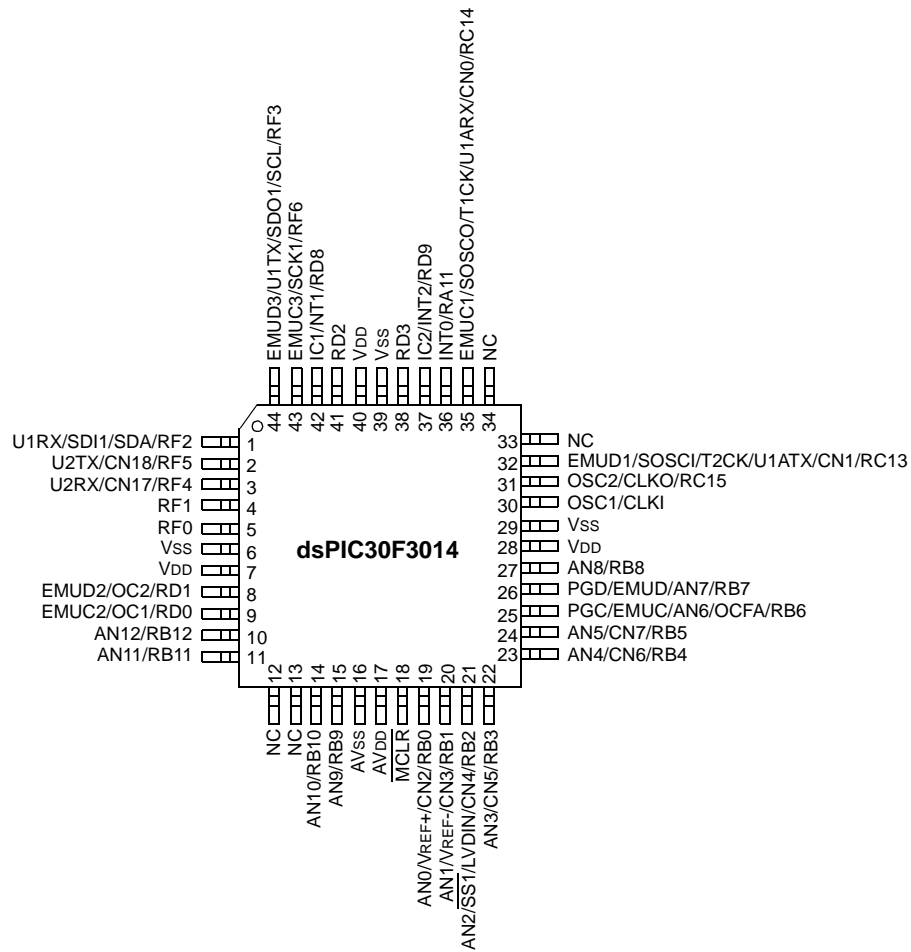 EMUD3/U1TX/SDO1/SCL/RF3
EMUC3/SCK1/RF6
IC1/NT1/RD8
RD2
VDD
VSS
RD3
IC2/INT2/RD9
INT0/RA11
EMUC1/SOSCO/T1CK/U1ARX/CN0/RC14
NC
44
43
42
41
40
39
38
37
36
35
34
U1RX/SDI1/SDA/RF2 1
U2TX/CN18/RF5 2
U2RX/CN17/RF4 3
RF1 4
RF0 5
VSS 6
VDD 7
EMUD2/OC2/RD1 8
EMUC2/OC1/RD0 9
AN12/RB12 10
AN11/RB11 11
dsPIC30F3014
33 NC
32 EMUD1/SOSCI/T2CK/U1ATX/CN1/RC13
31 OSC2/CLKO/RC15
30 OSC1/CLKI
29 VSS
28 VDD
27 AN8/RB8
26 PGD/EMUD/AN7/RB7
25 PGC/EMUC/AN6/OCFA/RB6
24 AN5/CN7/RB5
23 AN4/CN6/RB4
12
13
14
15
16
17
18
19
20
21
22
NC
NC
AN10/RB10
AN9/RB9
AVSS
AVDD
MCLR
AN0/VREF+/CN2/RB0
AN1/VREF-/CN3/RB1
AN2/SS1/LVDIN/CN4/RB2
AN3/CN5/RB3